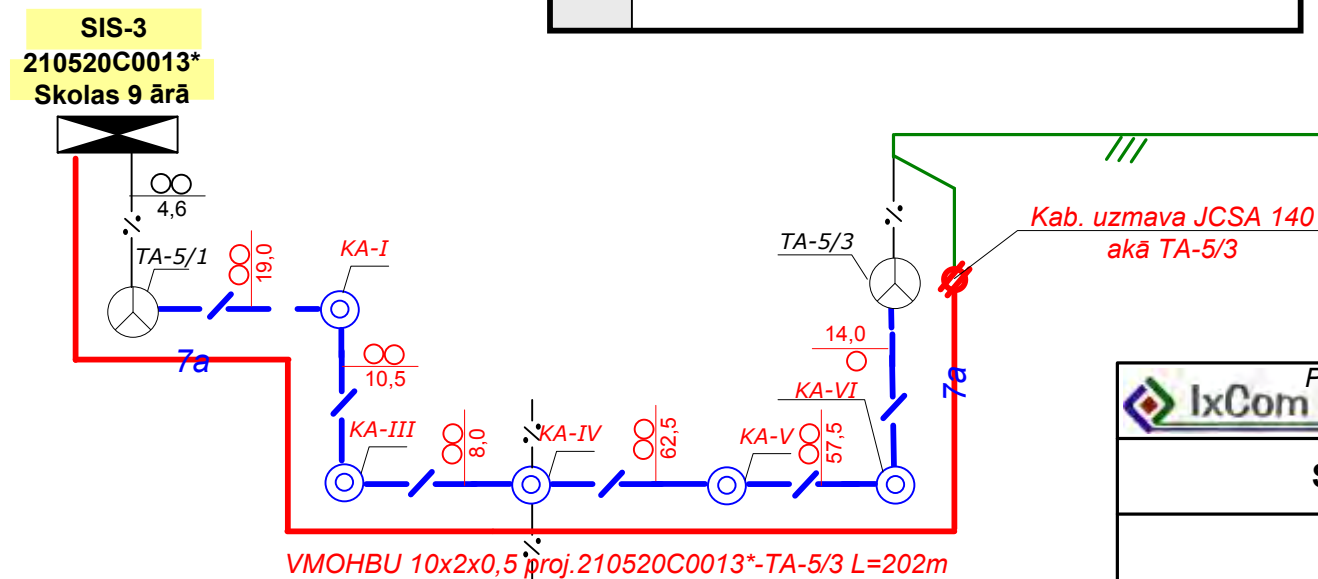 SIS-3
210520C0013*
Skolas 9 ārā
4,6
TA-5/1
19,0
KA-I
7a
10,5
KA-III
8,0
KA-IV
62,5
KA-V
57,5
KA-VI
14,0
TA-5/3
7a
Kab. uzmava JCSA 140
akā TA-5/3
VMOHBU 10x2x0,5 proj.210520C0013*-TA-5/3 L=202m
IxCom